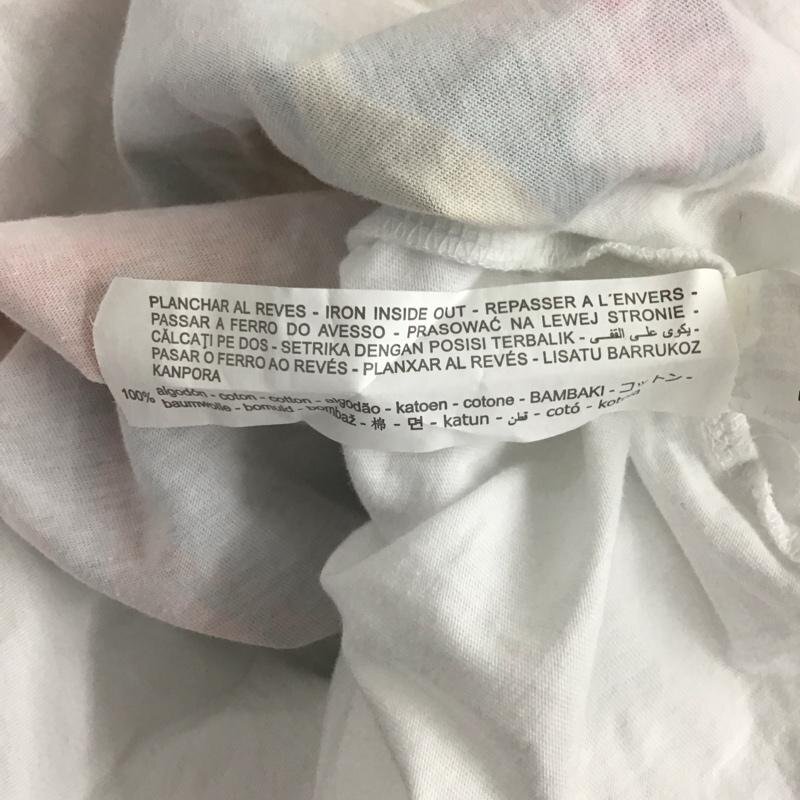 PLANCHAR AL REVES - IRON INSIDE OUT - REPASSER A L´ENVERS -
PASSAR A FERRO DO AVESSO - PRASOWAĆ NA LEWEJ STRONIE -
CĂLCAŢI PE DOS - SETRIKA DENGAN POSISI TERBALIK - يكوى على القفى -
PASAR O FERRO AO REVÉS - PLANXAR AL REVÉS - LISATU BARRUKOZ
KANPORA
100% algodón - coton - cotton - algodão - katoen - cotone - BAMBAKI - コットン -
baumwolle - bomuld - bombaž - 棉 - 면 - katun - قطن - cotó - kotoia